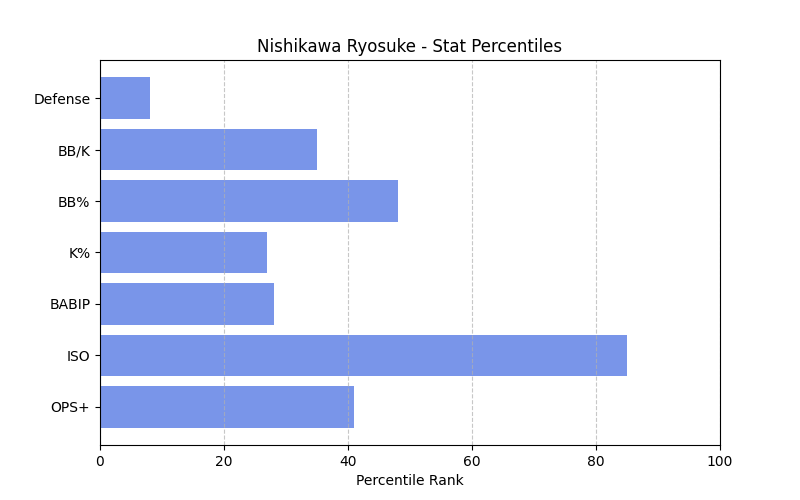 Nishikawa Ryosuke - Stat Percentiles
Defense
BB/K
BB%
K%
BABIP
ISO
OPS+
0 20 40 60 80 100
Percentile Rank